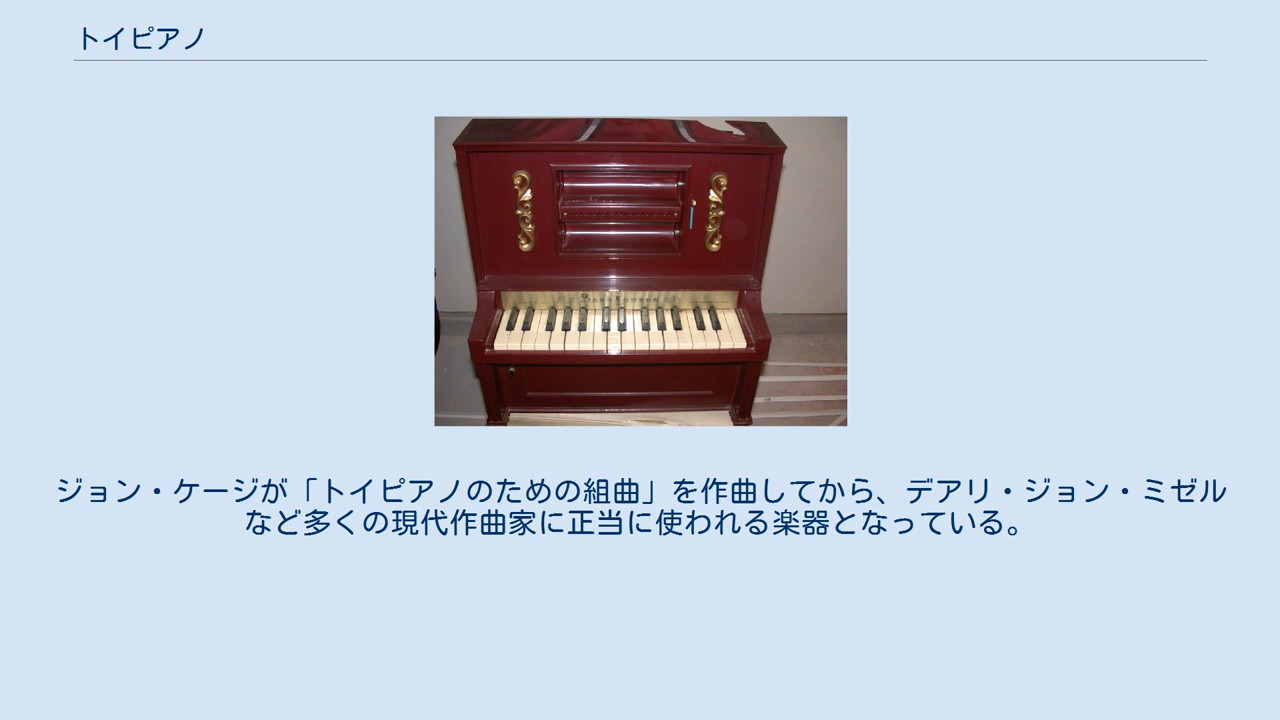 トイピアノ
ジョン・ケージが「トイピアノのための組曲」を作曲してから、デアリ・ジョン・ミゼル
など多くの現代作曲家に正当に使われる楽器となっている。